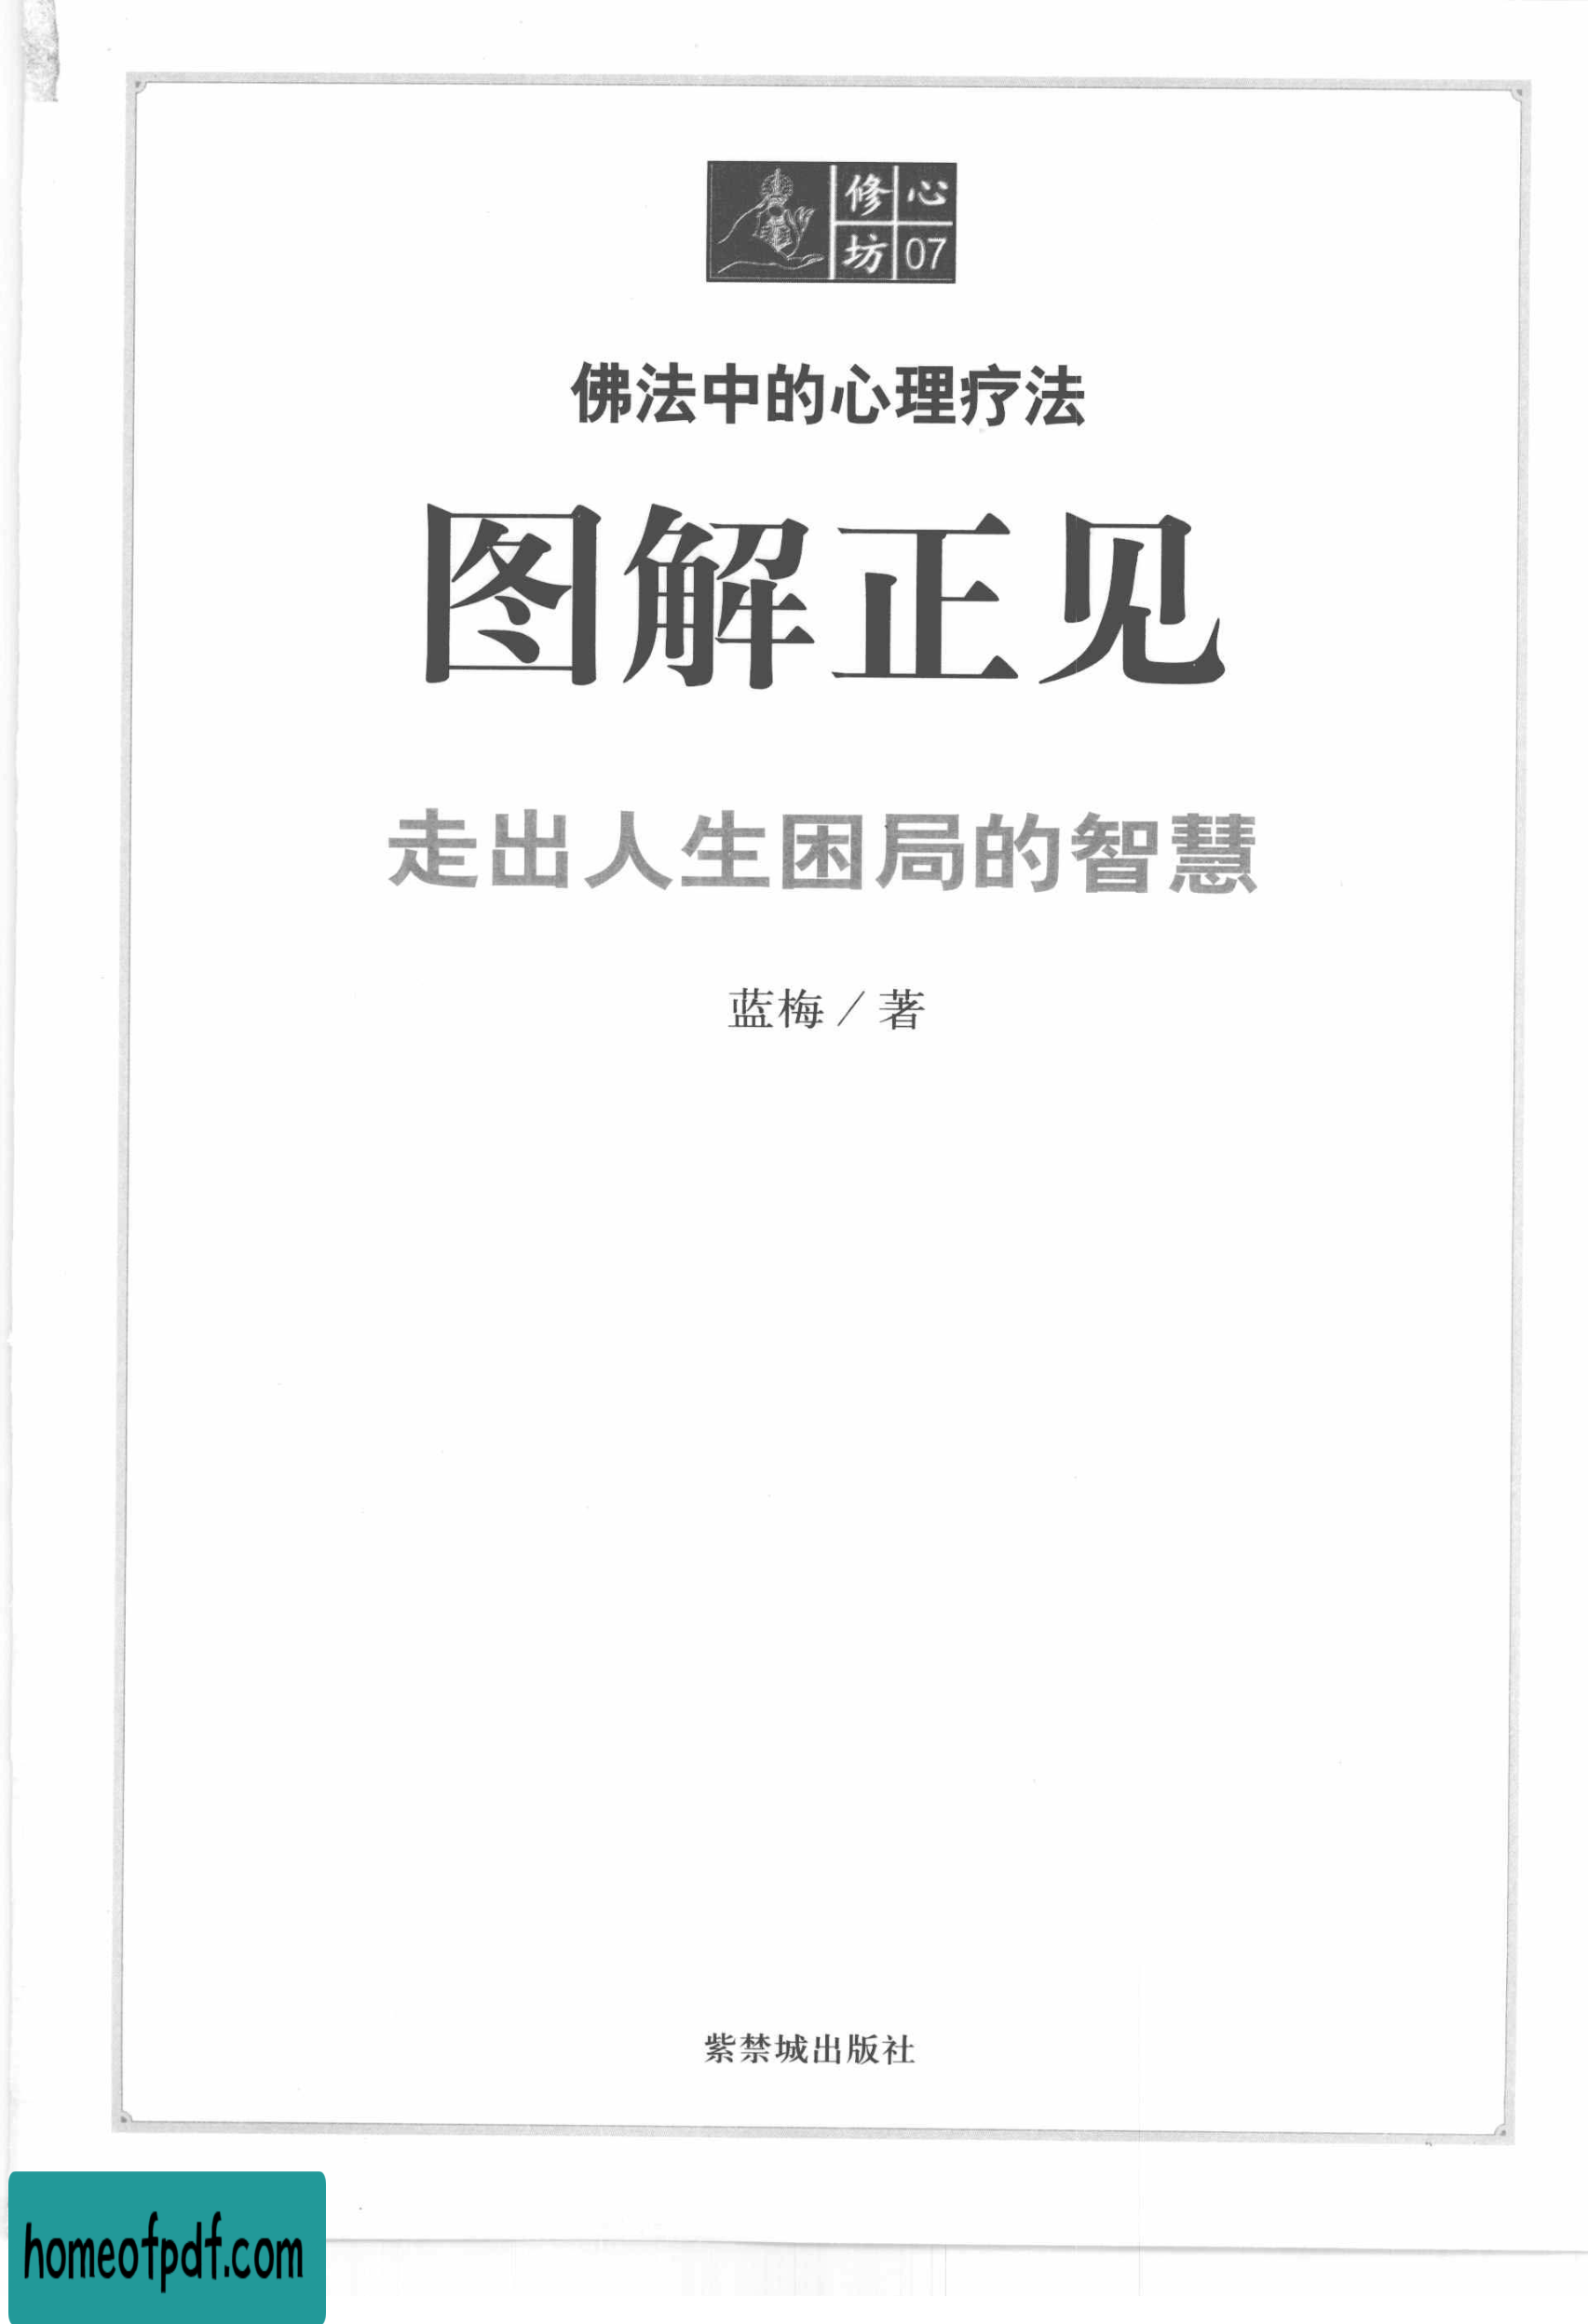 修心
坊07
佛法中的心理疗法
图解正见
走出人生困局的智慧
蓝梅／著
紫禁城出版社
homeofpdf.com